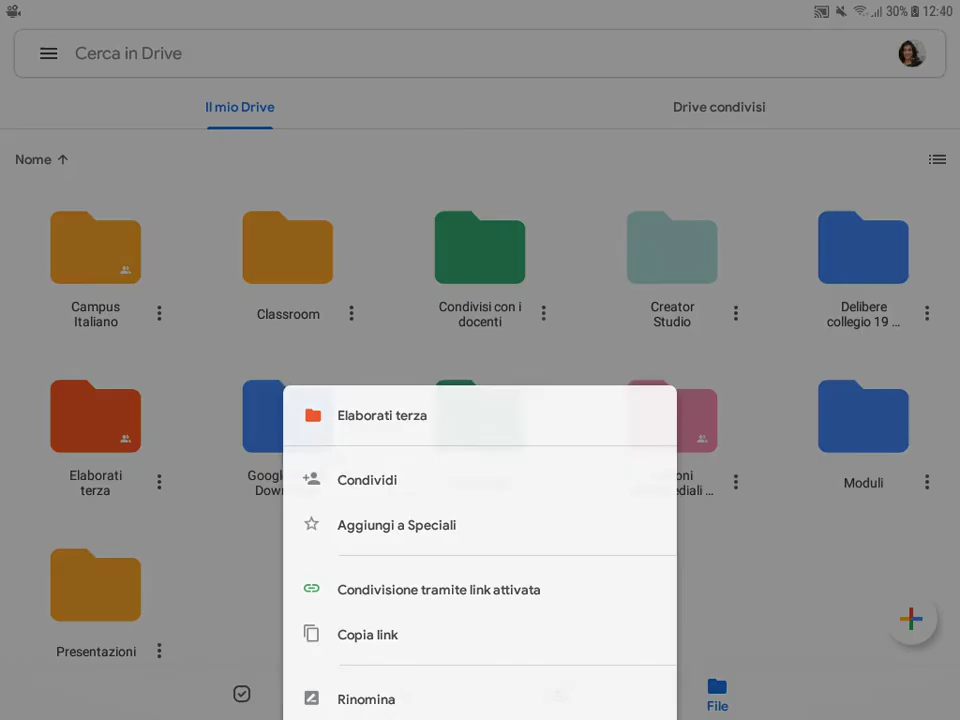 30% 12:40
Cerca in Drive
Il mio Drive
Drive condivisi
Nome
Campus
Italiano
Classroom
Condivisi con i
docenti
Creator
Studio
Delibere
collegio 19 ...
Elaborati
terza
Moduli
Presentazioni
Elaborati terza
Condividi
Aggiungi a Speciali
Condivisione tramite link attivata
Copia link
Rinomina
File